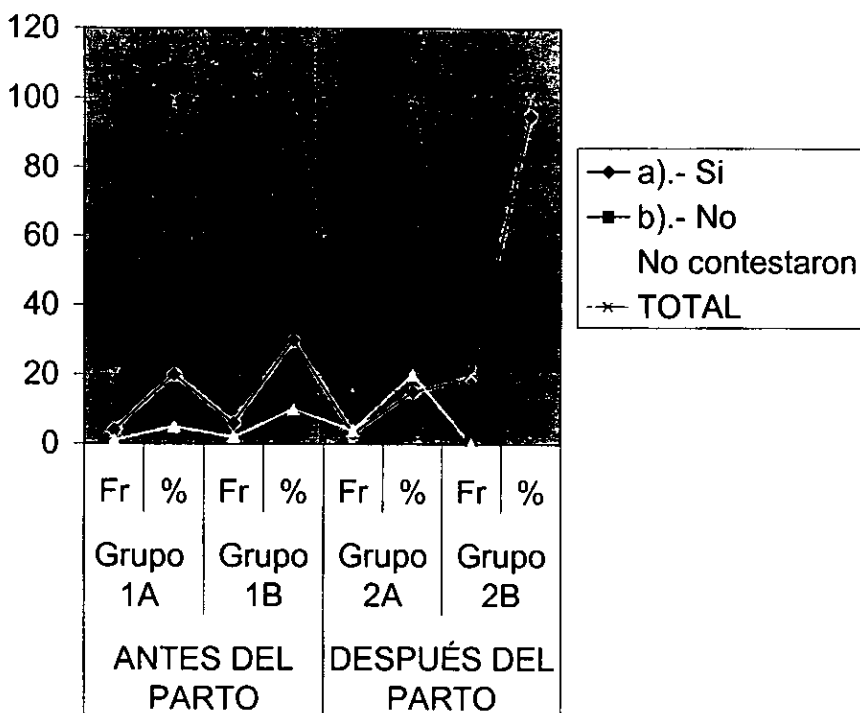 120
100
80
60
40
20
0
a).- Si
b).- No
No contestaron
TOTAL
Fr % Fr % Fr % Fr %
Grupo 1A Grupo 1B Grupo 2A Grupo 2B
ANTES DEL PARTO DESPUÉS DEL PARTO